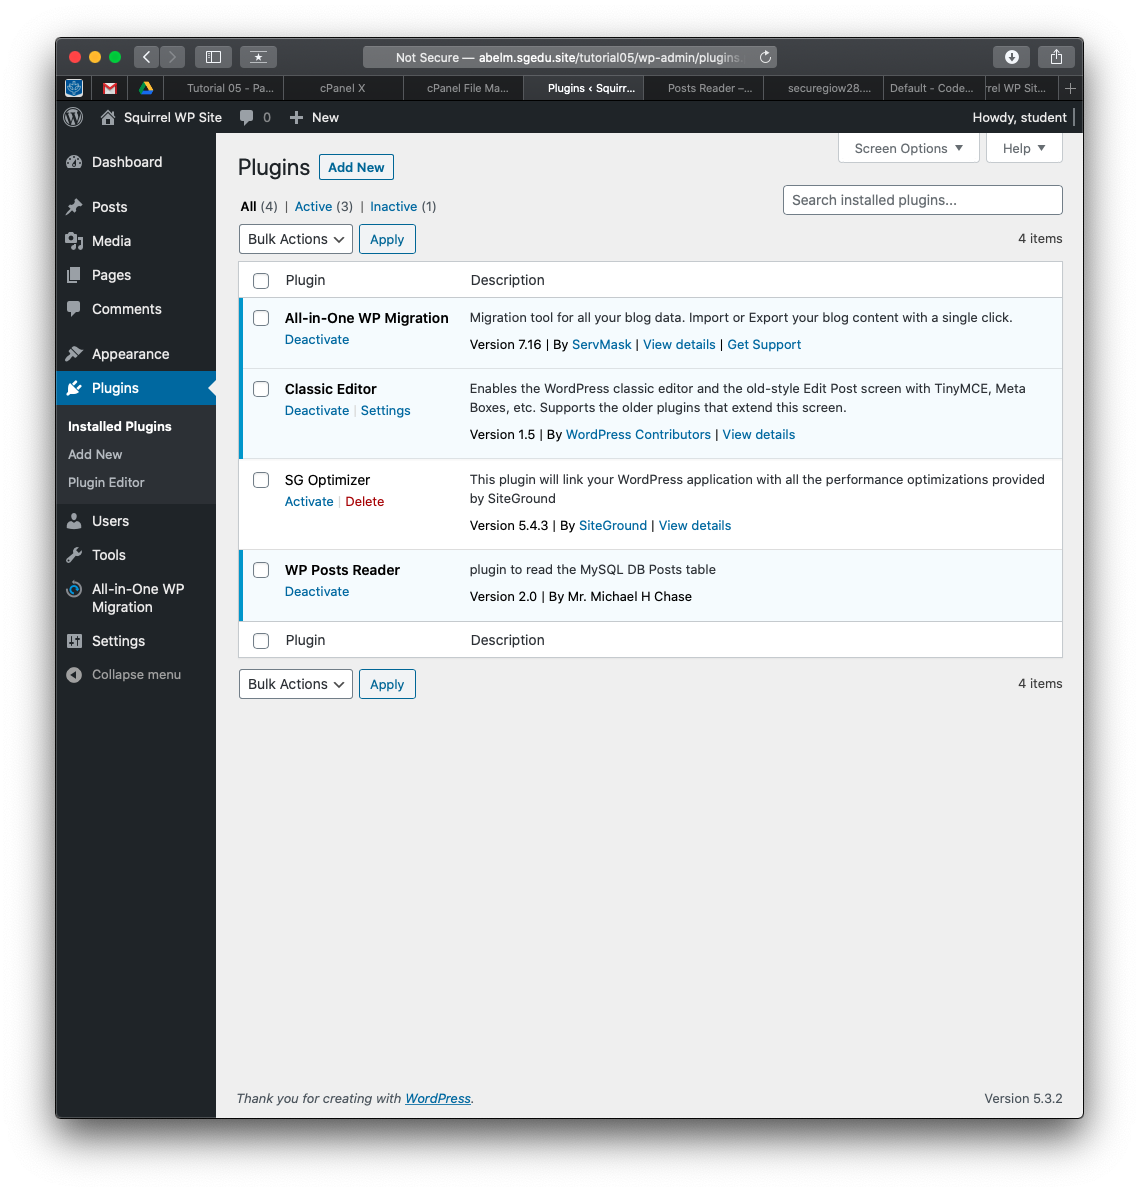 Not Secure — abelm.sgedu.site/tutorial05/wp-admin/plugins.
Tutorial 05 - Pa... cPanel X cPanel File Ma... Plugins ‹ Squirr... Posts Reader –... securegiow28.... Default - Code... rrel WP Sit...
Squirrel WP Site 0 New Howdy, student
Screen Options Help
Dashboard
Posts
Media
Pages
Comments
Appearance
Plugins
Installed Plugins
Add New
Plugin Editor
Users
Tools
All-in-One WP
Migration
Settings
Collapse menu
Plugins Add New
All (4) | Active (3) | Inactive (1)
Search installed plugins...
Bulk Actions Apply 4 items
Plugin Description
All-in-One WP Migration
Deactivate
Migration tool for all your blog data. Import or Export your blog content with a single click.
Version 7.16 | By ServMask | View details | Get Support
Classic Editor
Deactivate | Settings
Enables the WordPress classic editor and the old-style Edit Post screen with TinyMCE, Meta
Boxes, etc. Supports the older plugins that extend this screen.
Version 1.5 | By WordPress Contributors | View details
SG Optimizer
Activate | Delete
This plugin will link your WordPress application with all the performance optimizations provided
by SiteGround
Version 5.4.3 | By SiteGround | View details
WP Posts Reader
Deactivate
plugin to read the MySQL DB Posts table
Version 2.0 | By Mr. Michael H Chase
Plugin Description
Bulk Actions Apply 4 items
Thank you for creating with WordPress. Version 5.3.2